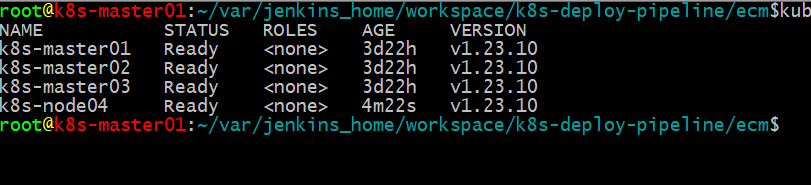 root@k8s-master01:~/var/jenkins_home/workspace/k8s-deploy-pipeline/ecm$kub
NAME STATUS ROLES AGE VERSION
k8s-master01 Ready <none> 3d22h v1.23.10
k8s-master02 Ready <none> 3d22h v1.23.10
k8s-master03 Ready <none> 3d22h v1.23.10
k8s-node04 Ready <none> 4m22s v1.23.10
root@k8s-master01:~/var/jenkins_home/workspace/k8s-deploy-pipeline/ecm$